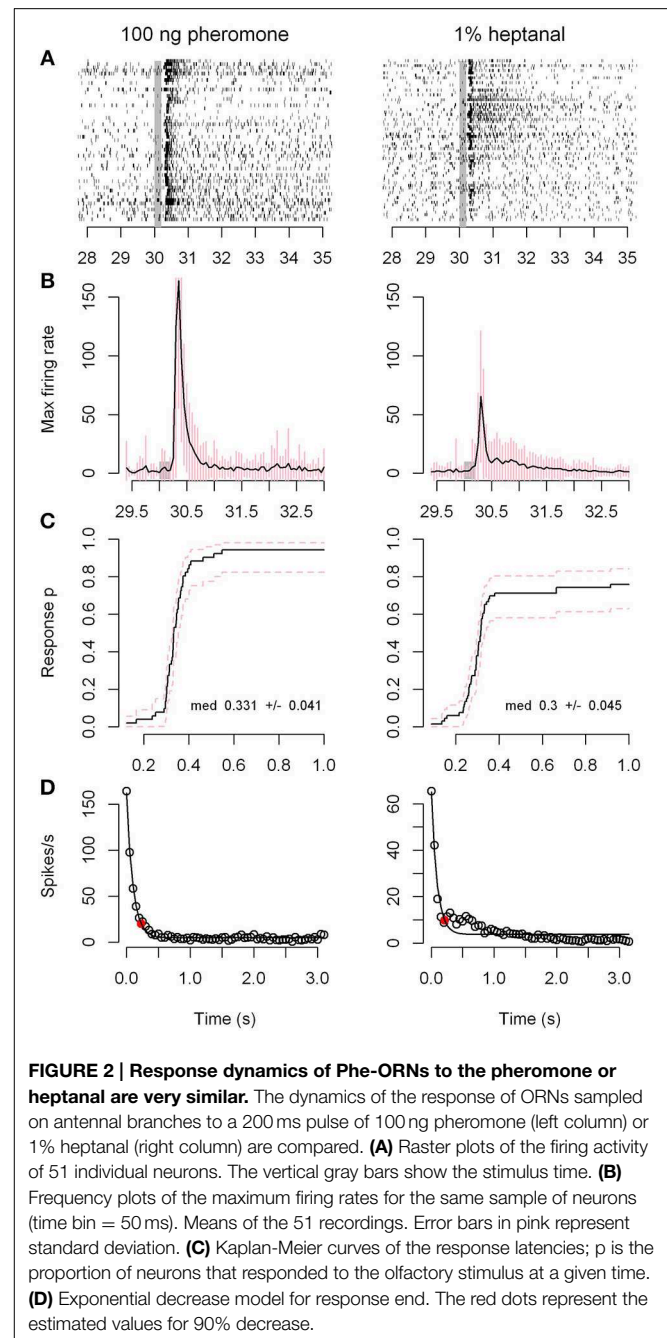 100 ng pheromone 1% heptanal
A
28 29 30 31 32 33 34 35 28 29 30 31 32 33 34 35
B
Max firing rate
150 150
100 100
50 50
0 0
29.5 30.5 31.5 32.5 29.5 30.5 31.5 32.5
C
Response p
1.0 1.0
0.8 0.8
0.6 0.6
0.4 0.4
0.2 0.2
0.0 0.0
med 0.331 +/- 0.041 med 0.3 +/- 0.045
0.2 0.4 0.6 0.8 1.0 0.2 0.4 0.6 0.8 1.0
D
Spikes/s
150 60
100 40
50 20
0 0
0.0 1.0 2.0 3.0 0.0 1.0 2.0 3.0
Time (s) Time (s)
FIGURE 2 | Response dynamics of Phe-ORNs to the pheromone or
heptanal are very similar. The dynamics of the response of ORNs sampled
on antennal branches to a 200 ms pulse of 100 ng pheromone (left column) or
1% heptanal (right column) are compared. (A) Raster plots of the firing activity
of 51 individual neurons. The vertical gray bars show the stimulus time. (B)
Frequency plots of the maximum firing rates for the same sample of neurons
(time bin = 50 ms). Means of the 51 recordings. Error bars in pink represent
standard deviation. (C) Kaplan-Meier curves of the response latencies; p is the
proportion of neurons that responded to the olfactory stimulus at a given time.
(D) Exponential decrease model for response end. The red dots represent the
estimated values for 90% decrease.